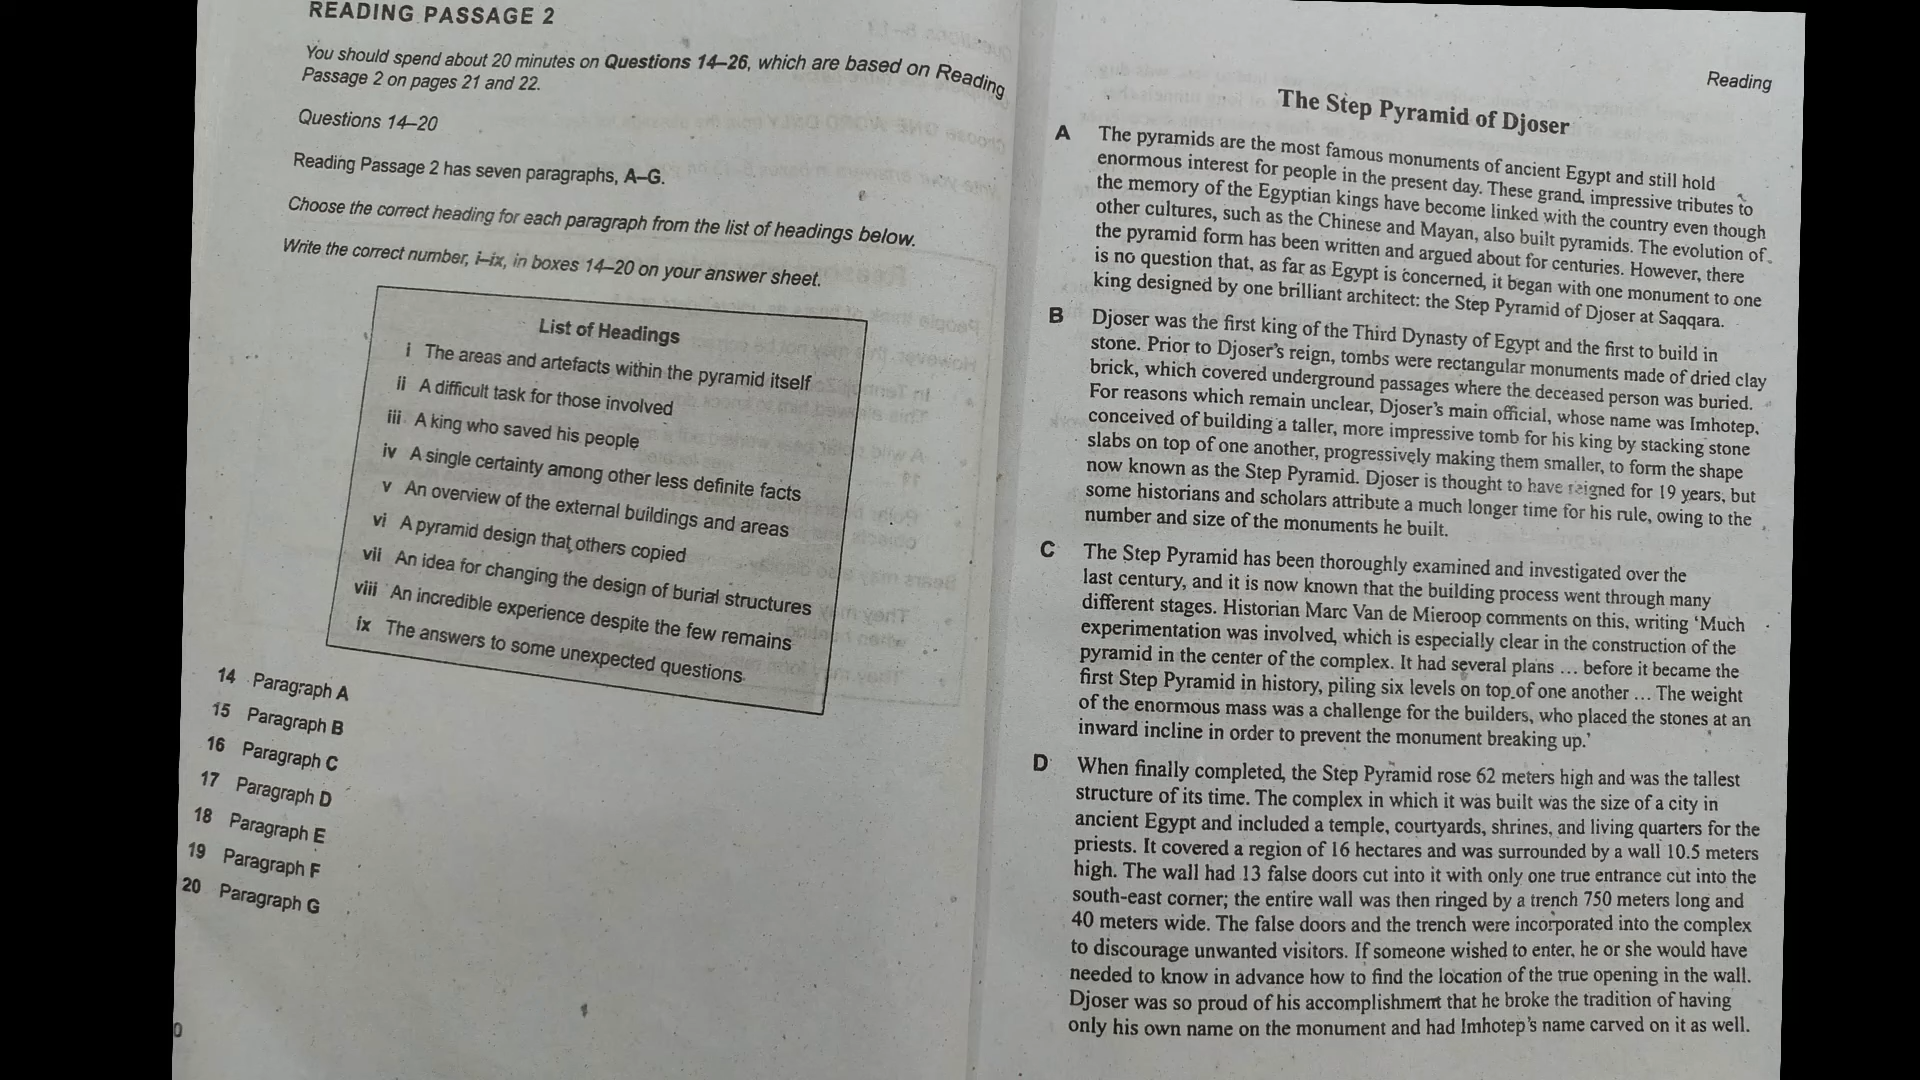 READING PASSAGE 2
You should spend about 20 minutes on Questions 14–26, which are based on Reading
Passage 2 on pages 21 and 22.
Questions 14–20
Reading Passage 2 has seven paragraphs, A–G.
Choose the correct heading for each paragraph from the list of headings below.
Write the correct number, i–ix, in boxes 14–20 on your answer sheet.
List of Headings
i The areas and artefacts within the pyramid itself
ii A difficult task for those involved
iii A king who saved his people
iv A single certainty among other less definite facts
v An overview of the external buildings and areas
vi A pyramid design that others copied
vii An idea for changing the design of burial structures
viii An incredible experience despite the few remains
ix The answers to some unexpected questions
14 Paragraph A
15 Paragraph B
16 Paragraph C
17 Paragraph D
18 Paragraph E
19 Paragraph F
20 Paragraph G
Reading
The Step Pyramid of Djoser
A The pyramids are the most famous monuments of ancient Egypt and still hold
enormous interest for people in the present day. These grand, impressive tributes to
the memory of the Egyptian kings have become linked with the country even though
other cultures, such as the Chinese and Mayan, also built pyramids. The evolution of
the pyramid form has been written and argued about for centuries. However, there
is no question that, as far as Egypt is concerned, it began with one monument to one
king designed by one brilliant architect: the Step Pyramid of Djoser at Saqqara.
B Djoser was the first king of the Third Dynasty of Egypt and the first to build in
stone. Prior to Djoser's reign, tombs were rectangular monuments made of dried clay
brick, which covered underground passages where the deceased person was buried.
For reasons which remain unclear, Djoser's main official, whose name was Imhotep,
conceived of building a taller, more impressive tomb for his king by stacking stone
slabs on top of one another, progressively making them smaller, to form the shape
now known as the Step Pyramid. Djoser is thought to have reigned for 19 years, but
some historians and scholars attribute a much longer time for his rule, owing to the
number and size of the monuments he built.
C The Step Pyramid has been thoroughly examined and investigated over the
last century, and it is now known that the building process went through many
different stages. Historian Marc Van de Mieroop comments on this, writing 'Much
experimentation was involved, which is especially clear in the construction of the
pyramid in the center of the complex. It had several plans … before it became the
first Step Pyramid in history, piling six levels on top of one another … The weight
of the enormous mass was a challenge for the builders, who placed the stones at an
inward incline in order to prevent the monument breaking up.'
D When finally completed, the Step Pyramid rose 62 meters high and was the tallest
structure of its time. The complex in which it was built was the size of a city in
ancient Egypt and included a temple, courtyards, shrines, and living quarters for the
priests. It covered a region of 16 hectares and was surrounded by a wall 10.5 meters
high. The wall had 13 false doors cut into it with only one true entrance cut into the
south-east corner; the entire wall was then ringed by a trench 750 meters long and
40 meters wide. The false doors and the trench were incorporated into the complex
to discourage unwanted visitors. If someone wished to enter, he or she would have
needed to know in advance how to find the location of the true opening in the wall.
Djoser was so proud of his accomplishment that he broke the tradition of having
only his own name on the monument and had Imhotep's name carved on it as well.